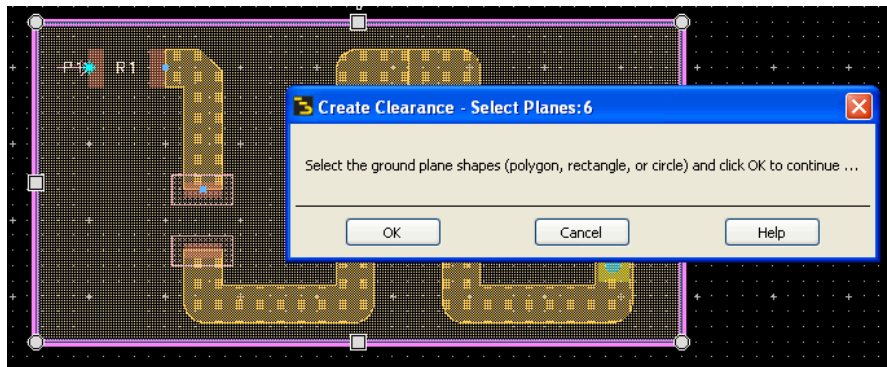 P1 R1
Create Clearance - Select Planes:6
Select the ground plane shapes (polygon, rectangle, or circle) and click OK to continue ...
OK Cancel Help